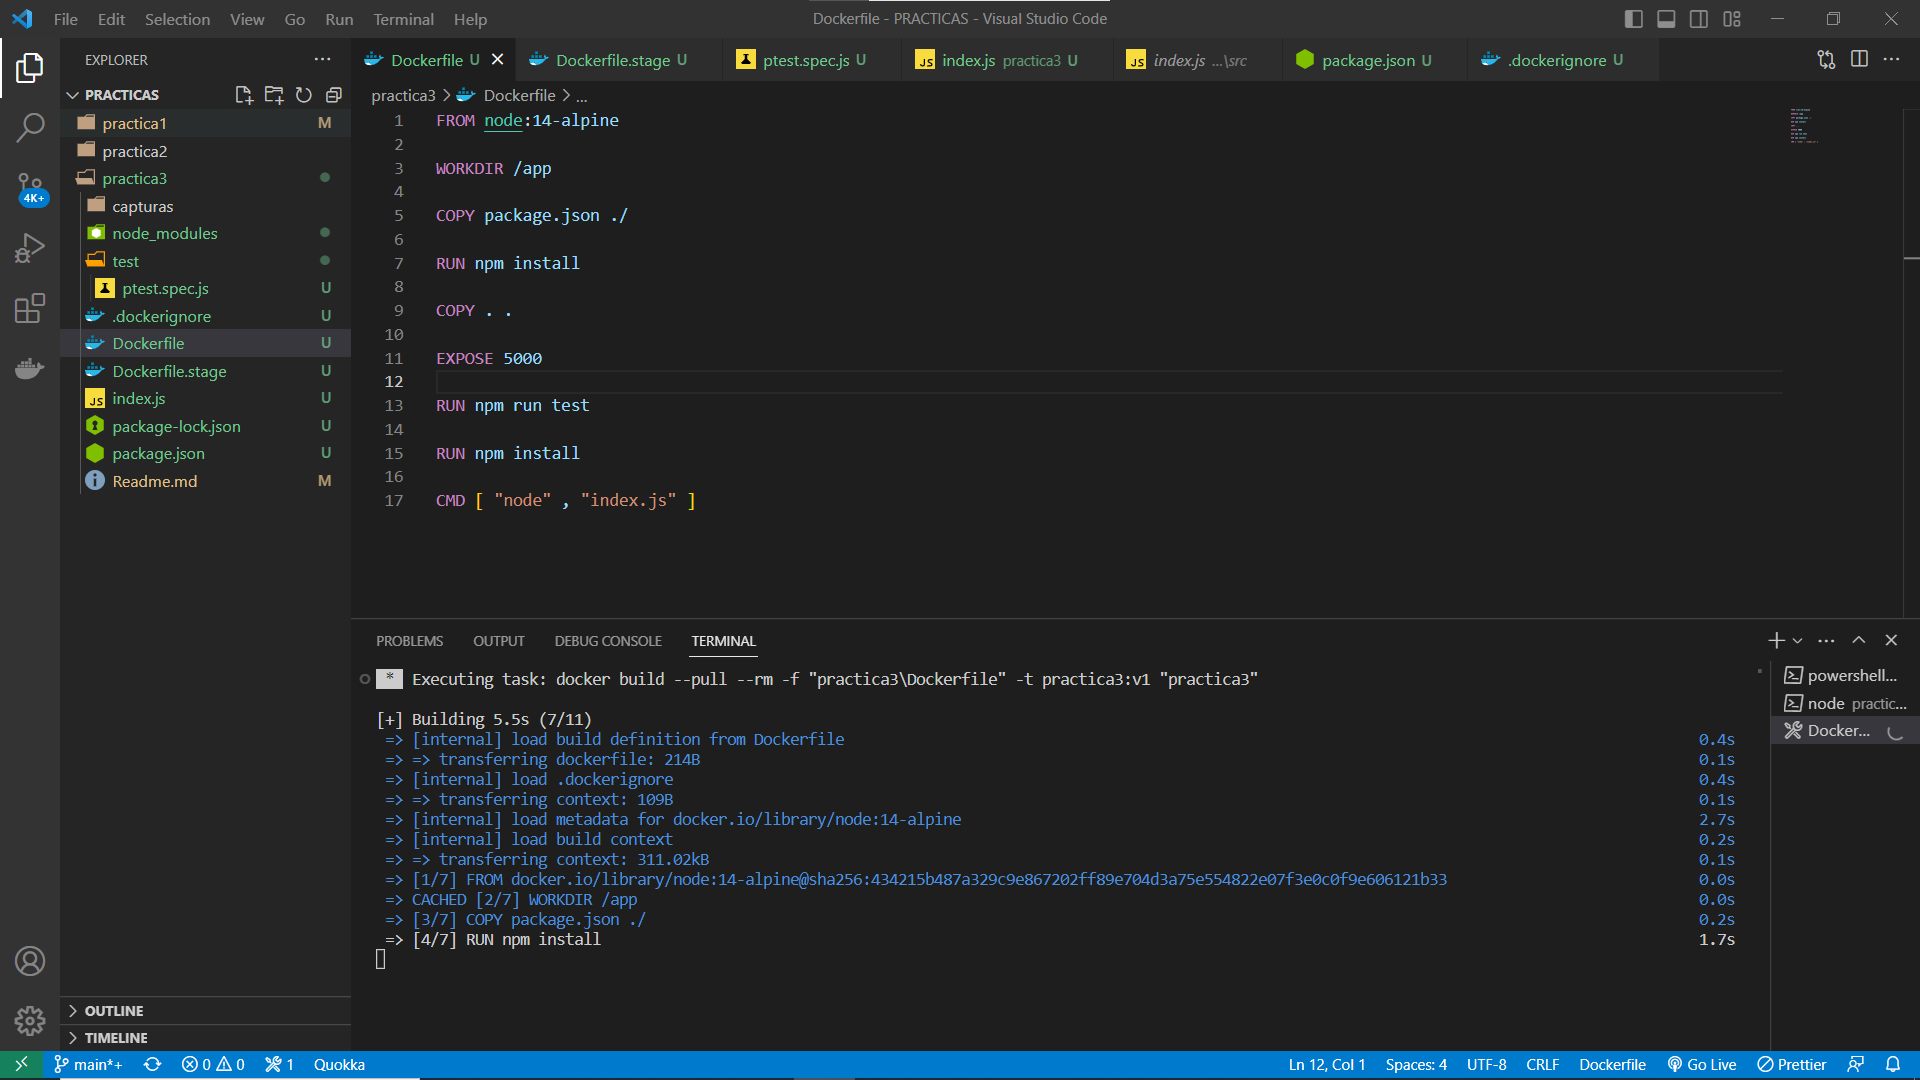 File Edit Selection View Go Run Terminal Help
Dockerfile - PRACTICAS - Visual Studio Code
EXPLORER
PRACTICAS
practica1 M
practica2
practica3
capturas
node_modules
test
ptest.spec.js U
.dockerignore U
Dockerfile U
Dockerfile.stage U
index.js U
package-lock.json U
package.json U
Readme.md M
OUTLINE
TIMELINE
4K+
Dockerfile U
Dockerfile.stage U
ptest.spec.js U
index.js practica3 U
index.js ...\src
package.json U
.dockerignore U
practica3 > Dockerfile > ...
1 FROM node:14-alpine
2
3 WORKDIR /app
4
5 COPY package.json ./
6
7 RUN npm install
8
9 COPY . .
10
11 EXPOSE 5000
12
13 RUN npm run test
14
15 RUN npm install
16
17 CMD [ "node" , "index.js" ]
PROBLEMS OUTPUT DEBUG CONSOLE TERMINAL
* Executing task: docker build --pull --rm -f "practica3\Dockerfile" -t practica3:v1 "practica3"
[+] Building 5.5s (7/11)
=> [internal] load build definition from Dockerfile 0.4s
=> => transferring dockerfile: 214B 0.1s
=> [internal] load .dockerignore 0.4s
=> => transferring context: 109B 0.1s
=> [internal] load metadata for docker.io/library/node:14-alpine 2.7s
=> [internal] load build context 0.2s
=> => transferring context: 311.02kB 0.1s
=> [1/7] FROM docker.io/library/node:14-alpine@sha256:434215b487a329c9e867202ff89e704d3a75e554822e07f3e0c0f9e606121b33 0.0s
=> CACHED [2/7] WORKDIR /app 0.0s
=> [3/7] COPY package.json ./ 0.2s
=> [4/7] RUN npm install 1.7s
powershell...
node practic...
Docker...
main*+ 0 0 1 Quokka
Ln 12, Col 1 Spaces: 4 UTF-8 CRLF Dockerfile Go Live Prettier